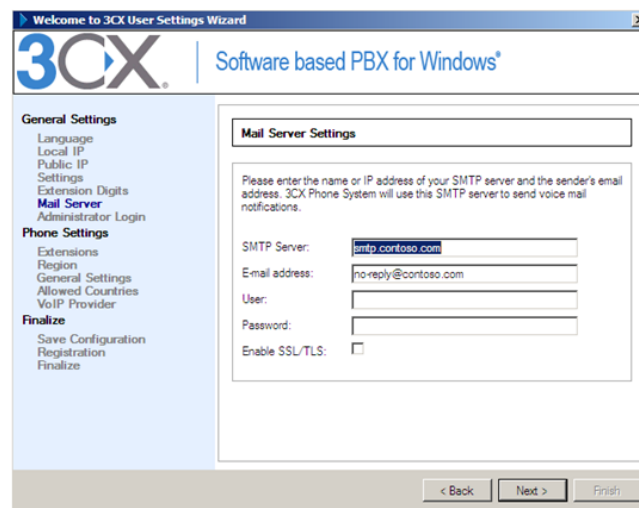 Welcome to 3CX User Settings Wizard
3CX
Software based PBX for Windows®
General Settings
Language
Local IP
Public IP
Settings
Extension Digits
Mail Server
Administrator Login
Phone Settings
Extensions
Region
General Settings
Allowed Countries
VoIP Provider
Finalize
Save Configuration
Registration
Finalize
Mail Server Settings
Please enter the name or IP address of your SMTP server and the sender's email
address. 3CX Phone System will use this SMTP server to send voice mail
notifications.
SMTP Server: smtp.contoso.com
E-mail address: no-reply@contoso.com
User:
Password:
Enable SSL/TLS:
< Back Next > Finish